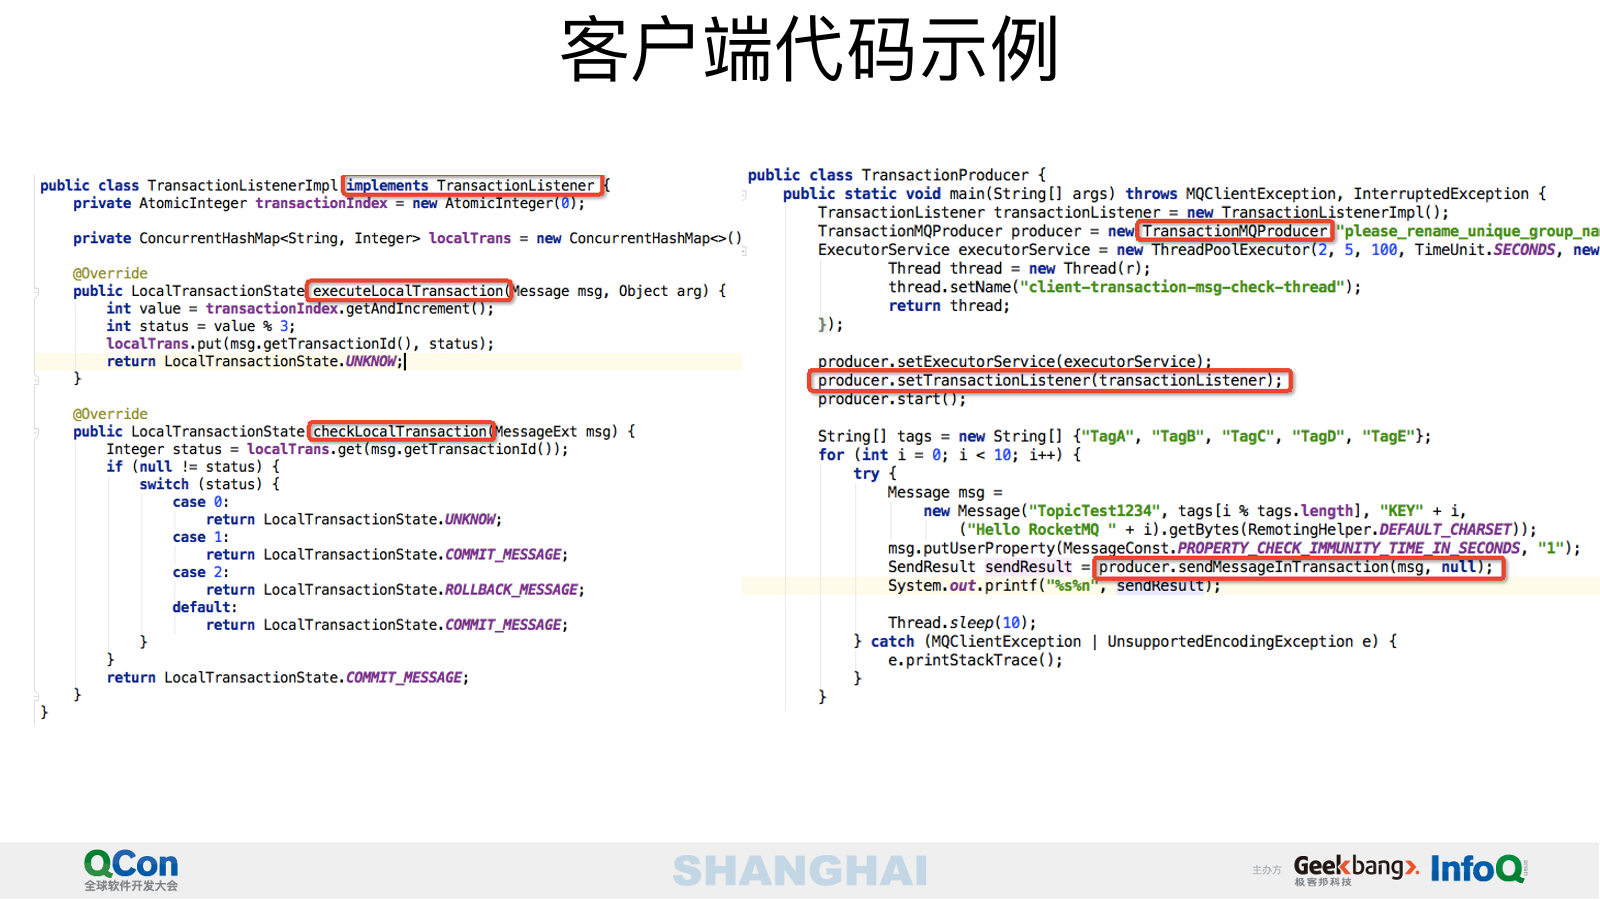 客户端代码示例
public class TransactionListenerImpl implements TransactionListener {
private AtomicInteger transactionIndex = new AtomicInteger(0);
private ConcurrentHashMap<String, Integer> localTrans = new ConcurrentHashMap<>()
@Override
public LocalTransactionState executeLocalTransaction(Message msg, Object arg) {
int value = transactionIndex.getAndIncrement();
int status = value % 3;
localTrans.put(msg.getTransactionId(), status);
return LocalTransactionState.UNKNOW;
}
@Override
public LocalTransactionState checkLocalTransaction(MessageExt msg) {
Integer status = localTrans.get(msg.getTransactionId());
if (null != status) {
switch (status) {
case 0:
return LocalTransactionState.UNKNOW;
case 1:
return LocalTransactionState.COMMIT_MESSAGE;
case 2:
return LocalTransactionState.ROLLBACK_MESSAGE;
default:
return LocalTransactionState.COMMIT_MESSAGE;
}
}
return LocalTransactionState.COMMIT_MESSAGE;
}
}
public class TransactionProducer {
public static void main(String[] args) throws MQClientException, InterruptedException {
TransactionListener transactionListener = new TransactionListenerImpl();
TransactionMQProducer producer = new TransactionMQProducer "please_rename_unique_group_na
ExecutorService executorService = new ThreadPoolExecutor(2, 5, 100, TimeUnit.SECONDS, new
Thread thread = new Thread(r);
thread.setName("client-transaction-msg-check-thread");
return thread;
});
producer.setExecutorService(executorService);
producer.setTransactionListener(transactionListener);
producer.start();
String[] tags = new String[] {"TagA", "TagB", "TagC", "TagD", "TagE"};
for (int i = 0; i < 10; i++) {
try {
Message msg =
new Message("TopicTest1234", tags[i % tags.length], "KEY" + i,
("Hello RocketMQ " + i).getBytes(RemotingHelper.DEFAULT_CHARSET));
msg.putUserProperty(MessageConst.PROPERTY_CHECK_IMMUNITY_TIME_IN_SECONDS, "1");
SendResult sendResult = producer.sendMessageInTransaction(msg, null);
System.out.printf("%s%n", sendResult);
Thread.sleep(10);
} catch (MQClientException | UnsupportedEncodingException e) {
e.printStackTrace();
}
}
QCon
全球软件开发大会
SHANGHAI
主办方
Geekbang>.
极客邦科技
InfoQ